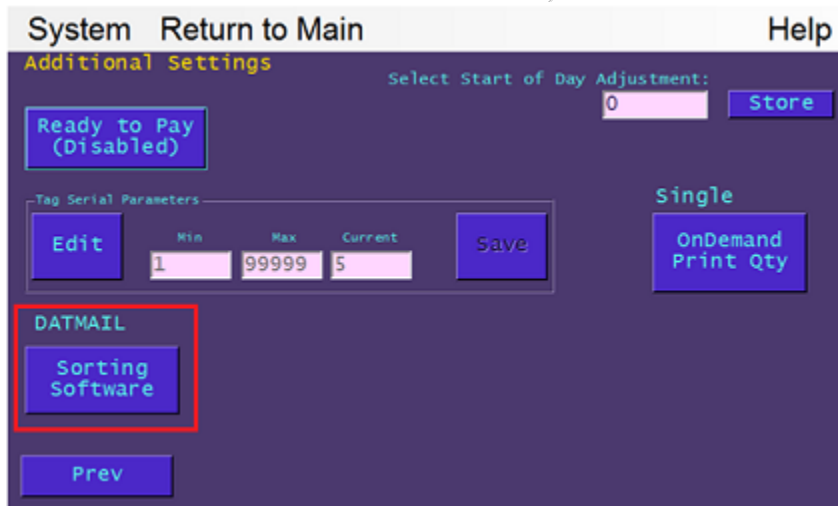 System Return to Main Help
Additional Settings
Select Start of Day Adjustment:
0 Store
Ready to Pay
(Disabled)
Tag Serial Parameters
Edit Min Max Current Save
1 99999 5
Single
OnDemand
Print Qty
DATMAIL
Sorting
Software
Prev